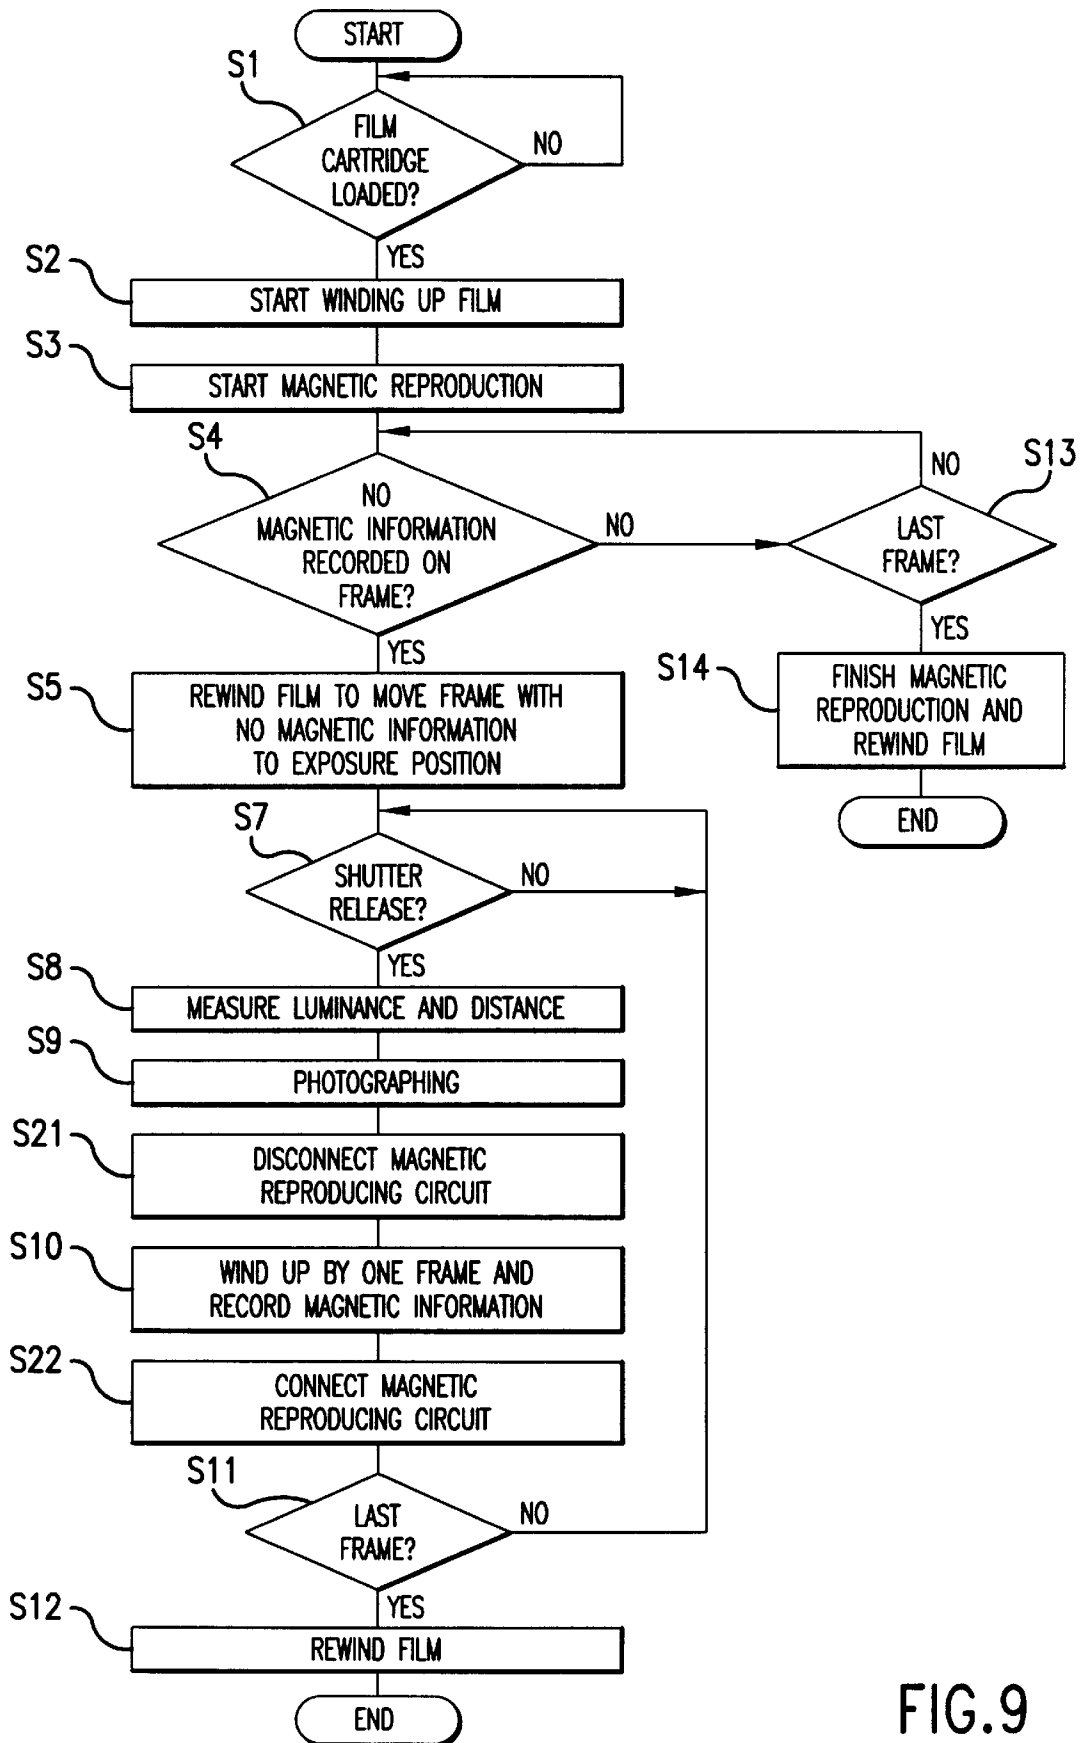 START
S1
FILM
CARTRIDGE
LOADED?
NO
YES
S2
START WINDING UP FILM
S3
START MAGNETIC REPRODUCTION
S4
NO
MAGNETIC INFORMATION
RECORDED ON
FRAME?
NO
S13
NO
LAST
FRAME?
YES
S14
FINISH MAGNETIC
REPRODUCTION AND
REWIND FILM
END
YES
S5
REWIND FILM TO MOVE FRAME WITH
NO MAGNETIC INFORMATION
TO EXPOSURE POSITION
S7
SHUTTER
RELEASE?
NO
YES
S8
MEASURE LUMINANCE AND DISTANCE
S9
PHOTOGRAPHING
S21
DISCONNECT MAGNETIC
REPRODUCING CIRCUIT
S10
WIND UP BY ONE FRAME AND
RECORD MAGNETIC INFORMATION
S22
CONNECT MAGNETIC
REPRODUCING CIRCUIT
S11
LAST
FRAME?
NO
YES
S12
REWIND FILM
END
FIG.9